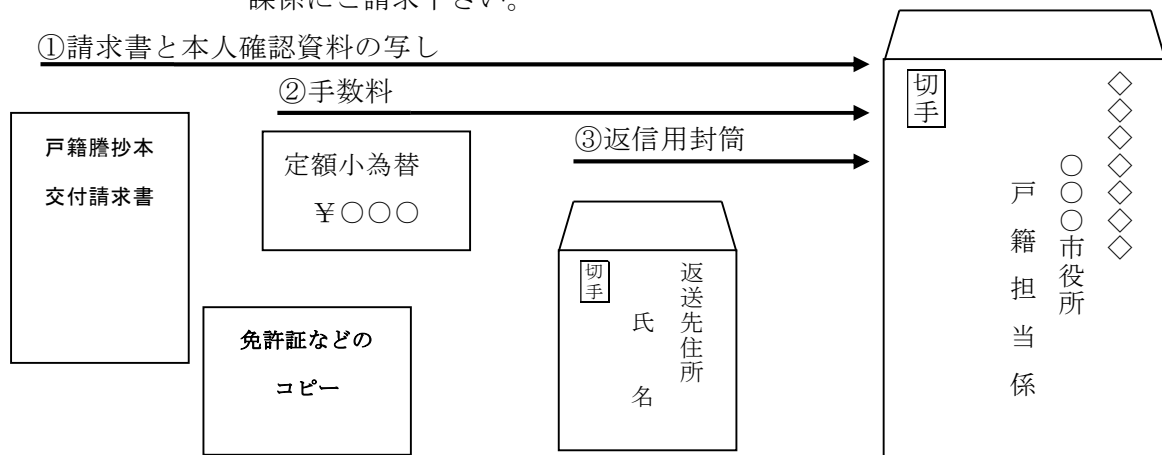 課係にご請求下さい。
①請求書と本人確認資料の写し
②手数料
③返信用封筒
戸籍謄抄本
交付請求書
定額小為替
￥○○○
免許証などの
コピー
切手
返送先住所
氏名
切手
◇◇◇◇◇◇◇
○○○市役所
戸籍担当係